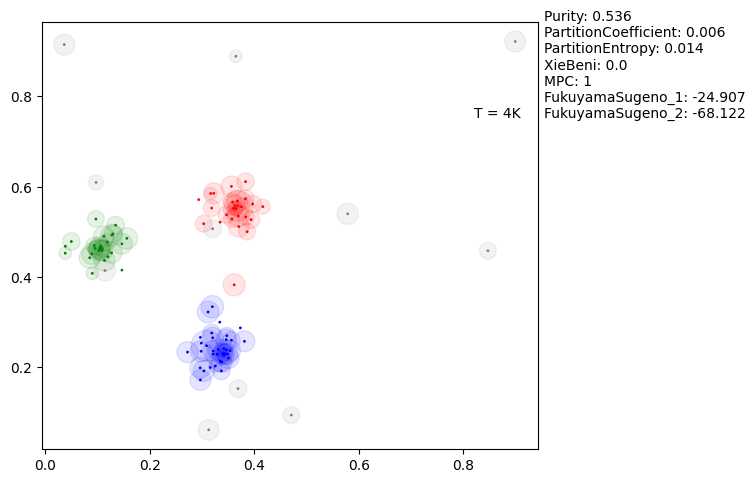 Purity: 0.536
PartitionCoefficient: 0.006
PartitionEntropy: 0.014
XieBeni: 0.0
MPC: 1
FukuyamaSugeno_1: -24.907
FukuyamaSugeno_2: -68.122
T = 4K
0.8
0.6
0.4
0.2
0.0 0.2 0.4 0.6 0.8